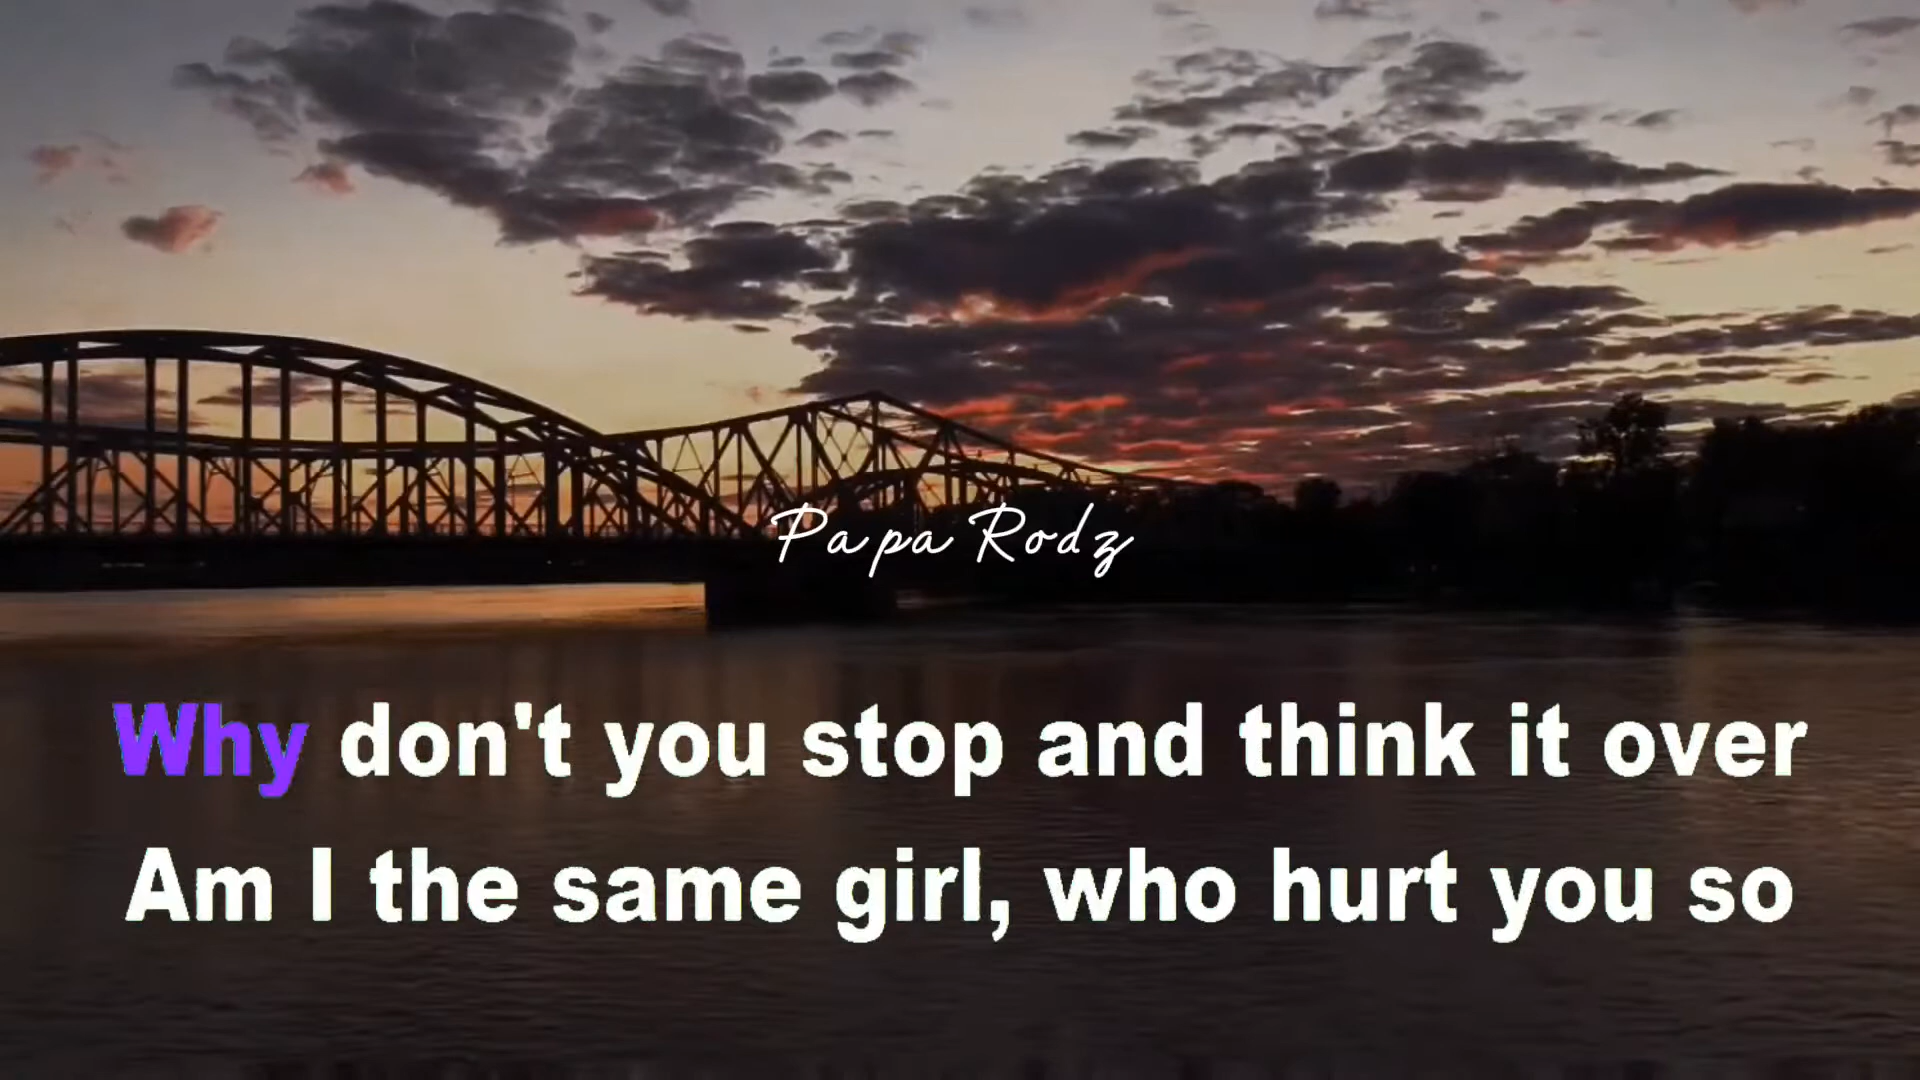 Papa Rodz
Why don't you stop and think it over
Am I the same girl, who hurt you so